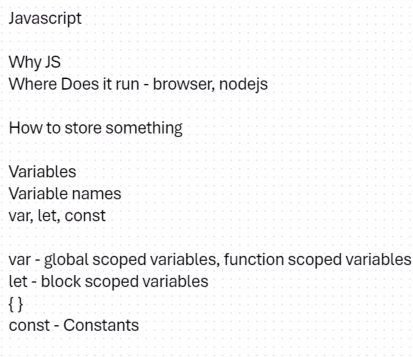 Javascript
Why JS
Where Does it run - browser, nodejs
How to store something
Variables
Variable names
var, let, const
var - global scoped variables, function scoped variables
let - block scoped variables
{ }
const - Constants